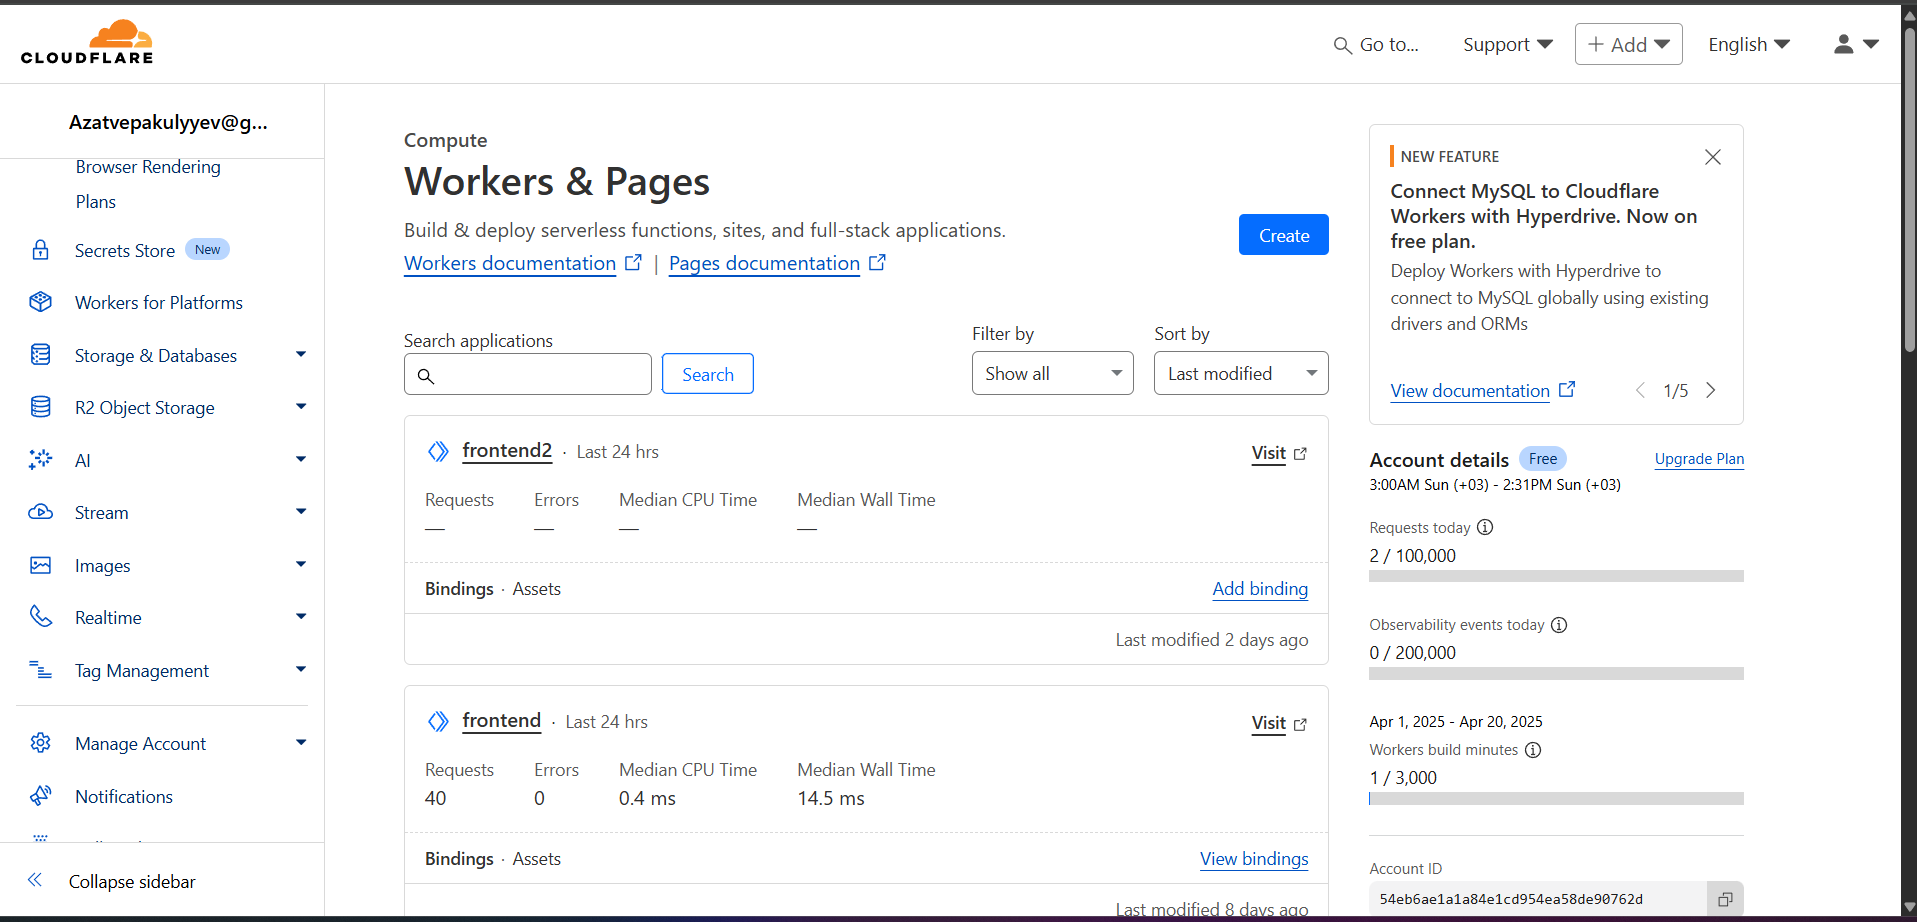 CLOUDFLARE
Go to...
Support
+ Add
English
Azatvepakulyyev@g...
Browser Rendering
Plans
Secrets Store New
Workers for Platforms
Storage & Databases
R2 Object Storage
AI
Stream
Images
Realtime
Tag Management
Manage Account
Notifications
Collapse sidebar
Compute
Workers & Pages
Build & deploy serverless functions, sites, and full-stack applications.
Workers documentation | Pages documentation
Create
Search applications
Search
Filter by
Show all
Sort by
Last modified
frontend2 · Last 24 hrs
Visit
Requests Errors Median CPU Time Median Wall Time
— — — —
Bindings · Assets
Add binding
Last modified 2 days ago
frontend · Last 24 hrs
Visit
Requests Errors Median CPU Time Median Wall Time
40 0 0.4 ms 14.5 ms
Bindings · Assets
View bindings
Last modified 8 days ago
NEW FEATURE
Connect MySQL to Cloudflare
Workers with Hyperdrive. Now on
free plan.
Deploy Workers with Hyperdrive to
connect to MySQL globally using existing
drivers and ORMs
View documentation
1/5
Account details Free
Upgrade Plan
3:00AM Sun (+03) - 2:31PM Sun (+03)
Requests today
2 / 100,000
Observability events today
0 / 200,000
Apr 1, 2025 - Apr 20, 2025
Workers build minutes
1 / 3,000
Account ID
54eb6ae1a1a84e1cd954ea58de90762d